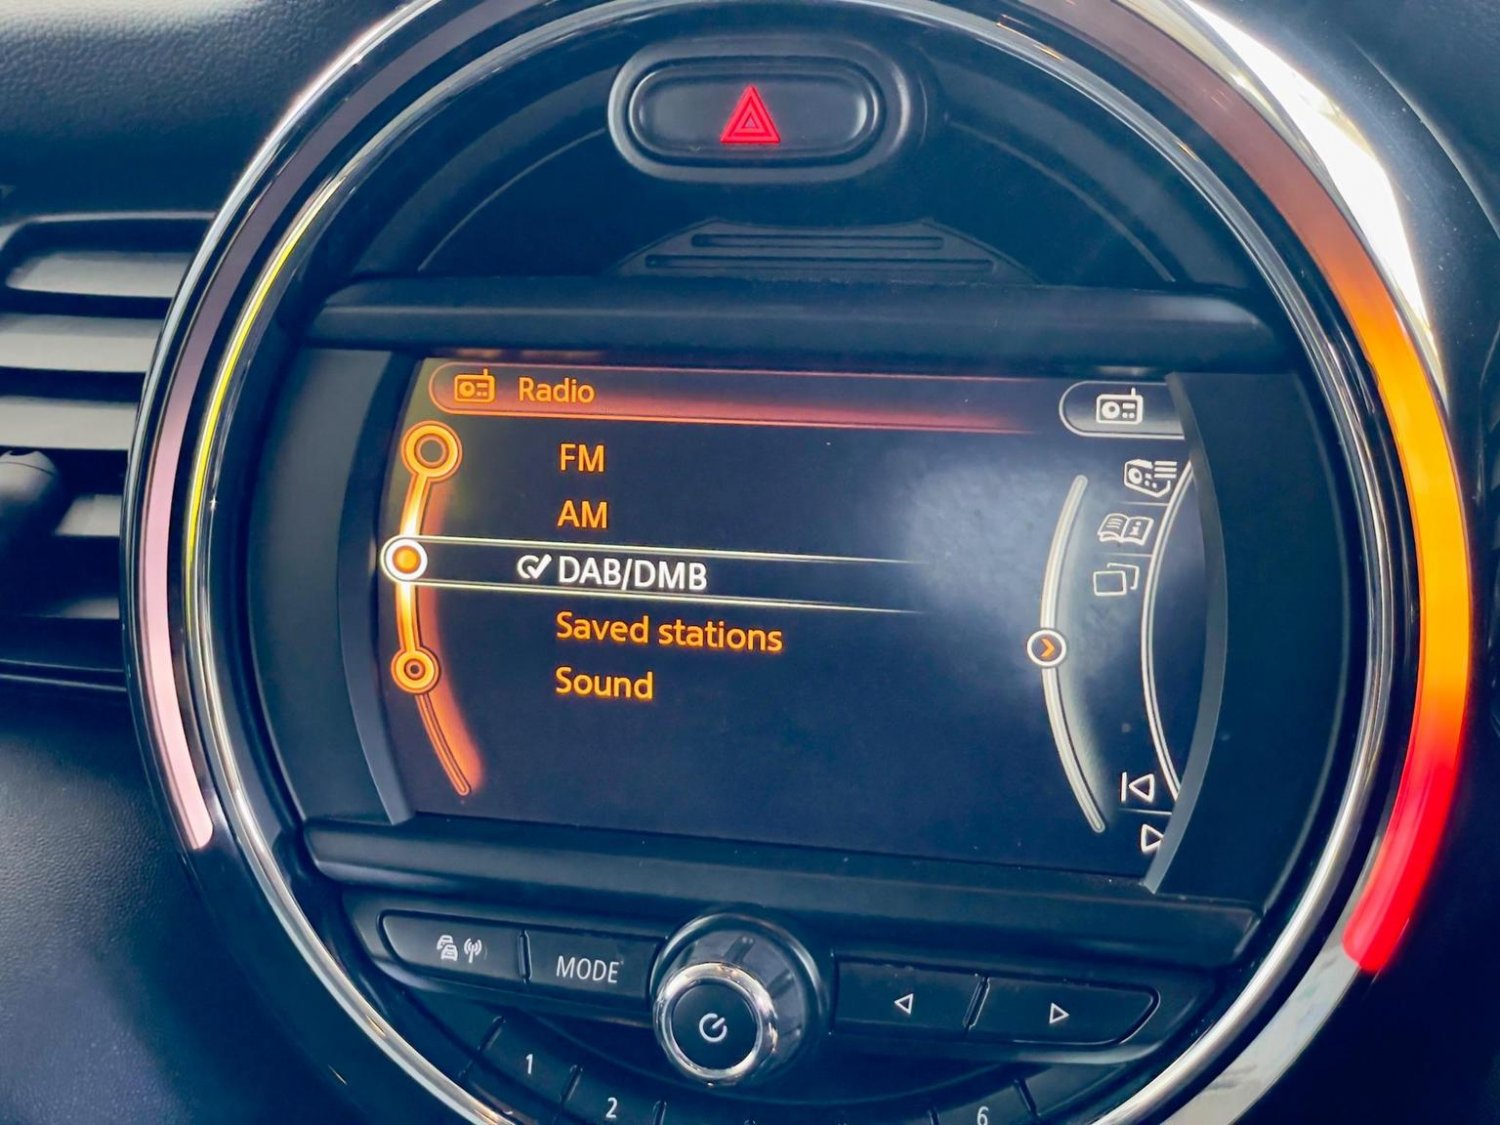 Radio
FM
AM
DAB/DMB
Saved stations
Sound
MODE
1
2
6